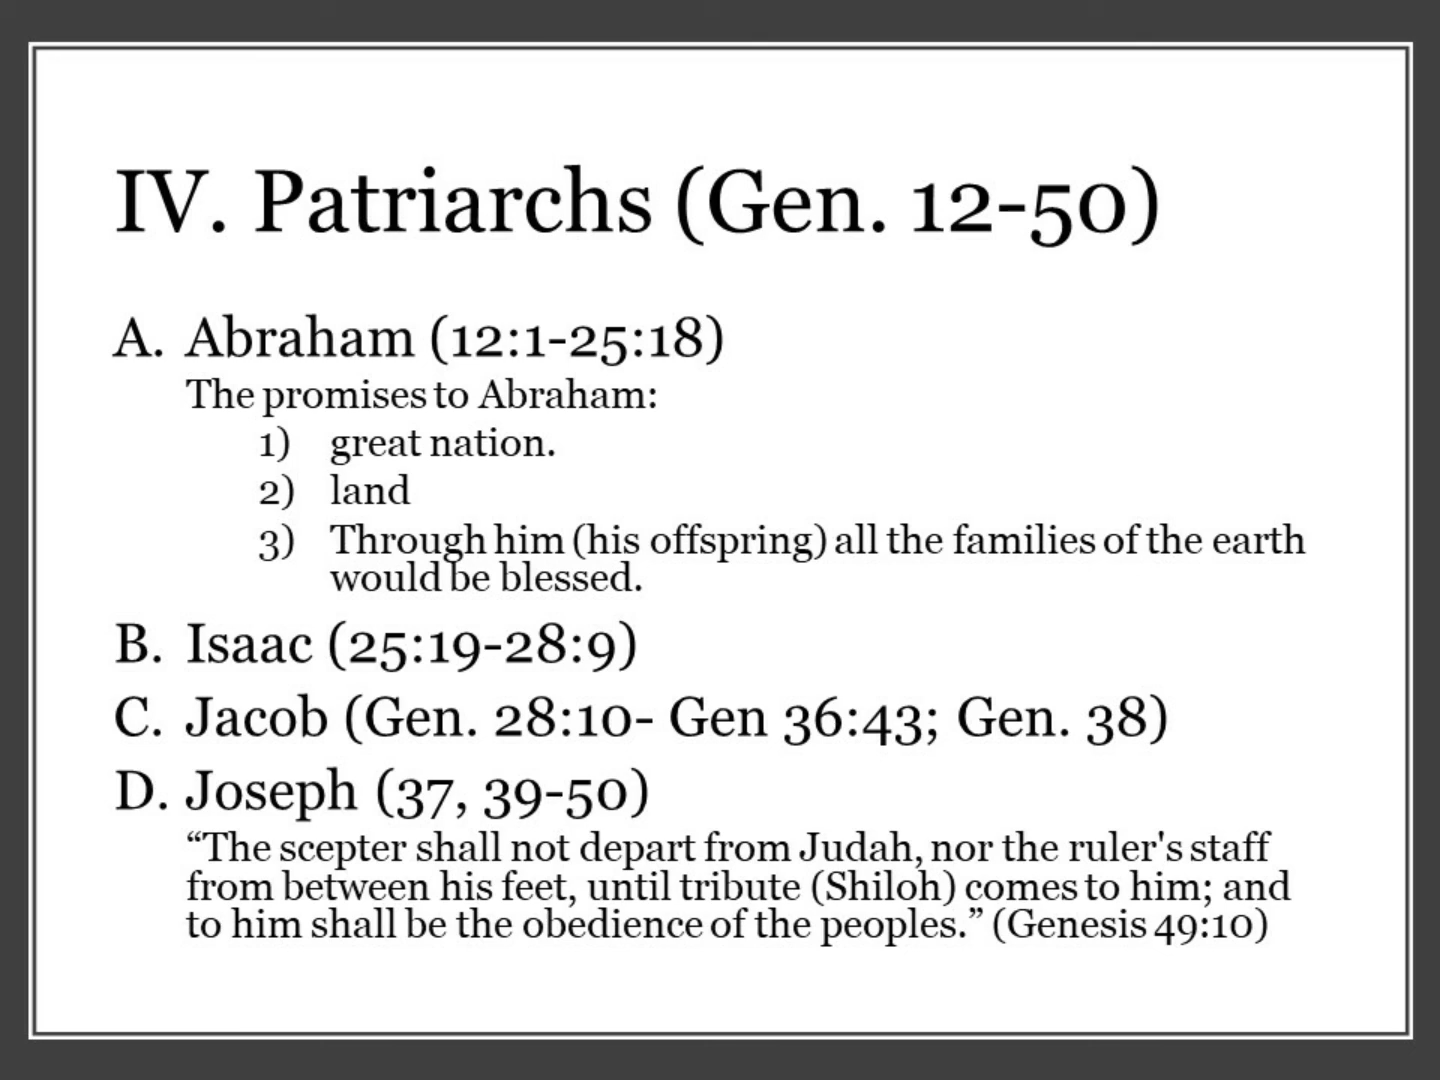 IV. Patriarchs (Gen. 12-50)
A. Abraham (12:1-25:18)
The promises to Abraham:
1) great nation.
2) land
3) Through him (his offspring) all the families of the earth
would be blessed.
B. Isaac (25:19-28:9)
C. Jacob (Gen. 28:10- Gen 36:43; Gen. 38)
D. Joseph (37, 39-50)
“The scepter shall not depart from Judah, nor the ruler's staff
from between his feet, until tribute (Shiloh) comes to him; and
to him shall be the obedience of the peoples.” (Genesis 49:10)